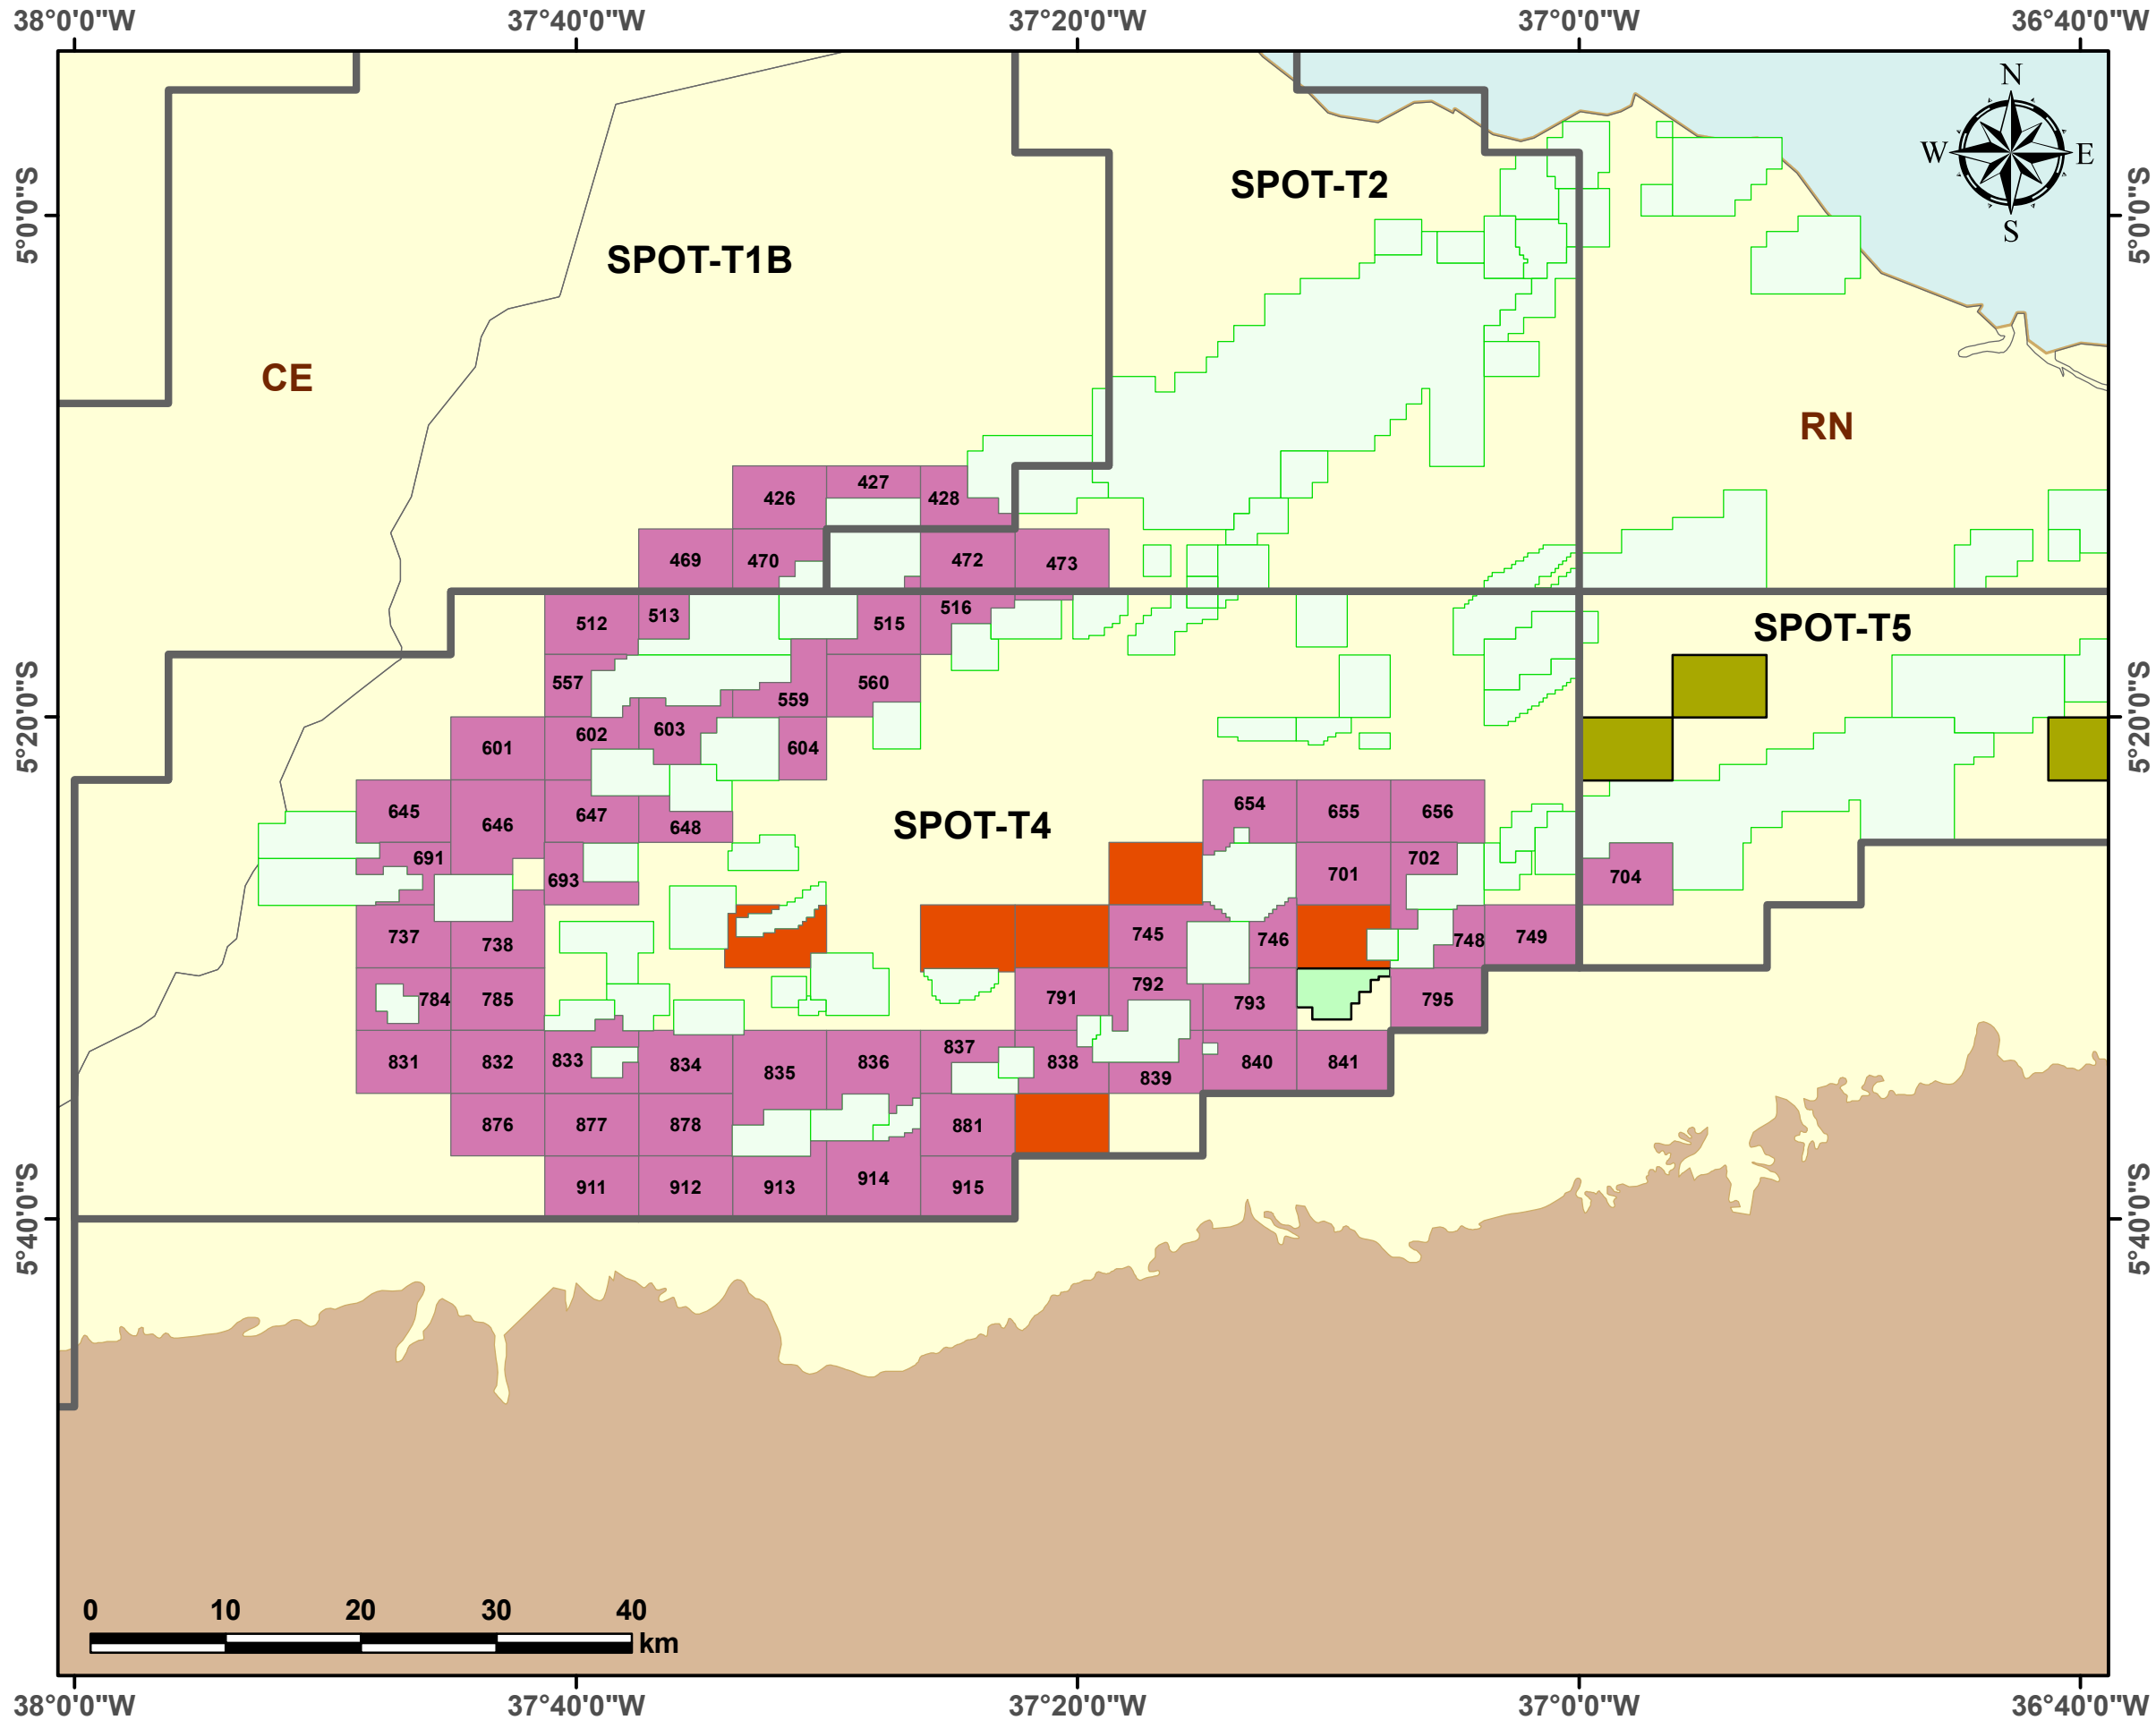 38°0'0"W 37°40'0"W 37°20'0"W 37°0'0"W 36°40'0"W
N
W E
S
5°0'0"S 5°0'0"S
SPOT-T2
SPOT-T1B
CE
RN
426 427 428
469 470 472 473
SPOT-T5
512 513 515 516
557 559 560
5°20'0"S 5°20'0"S
601 602 603 604
SPOT-T4
645 646 647 648 654 655 656
691 693 701 702 704
737 738 745 746 748 749
784 785 791 792 793 795
831 832 833 834 835 836 837 838 839 840 841
876 877 878 881
911 912 913 914 915
5°40'0"S 5°40'0"S
0 10 20 30 40
km
38°0'0"W 37°40'0"W 37°20'0"W 37°0'0"W 36°40'0"W